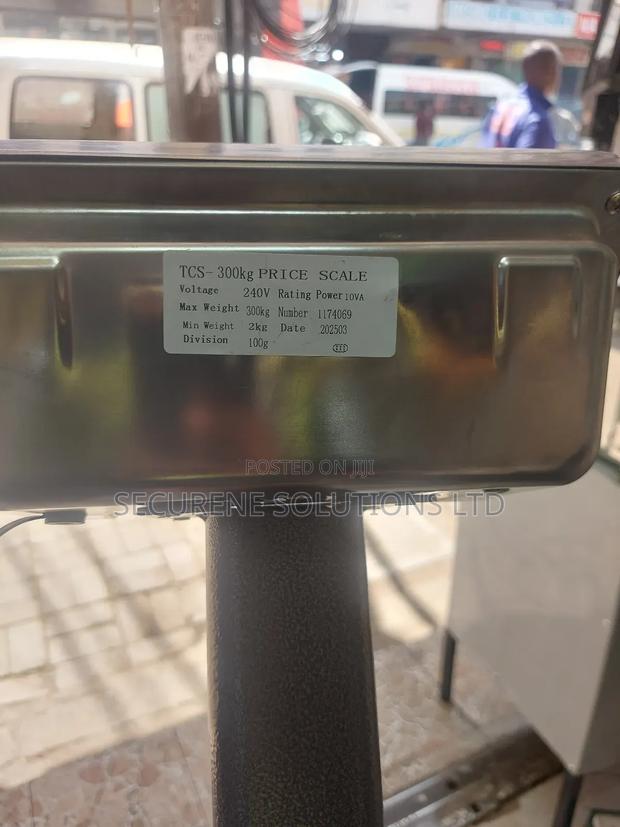 TCS-300kg PRICE SCALE
Voltage 240V Rating Power 10VA
Max Weight 300kg Number 1174069
Min Weight 2kg Date 202503
Division 100g
POSTED ON JIJI
SECURENE SOLUTIONS LTD